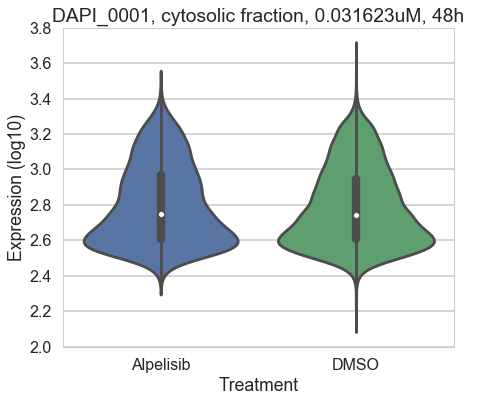 DAPI_0001, cytosolic fraction, 0.031623uM, 48h
Expression (log10)
3.8
3.6
3.4
3.2
3.0
2.8
2.6
2.4
2.2
2.0
Alpelisib DMSO
Treatment